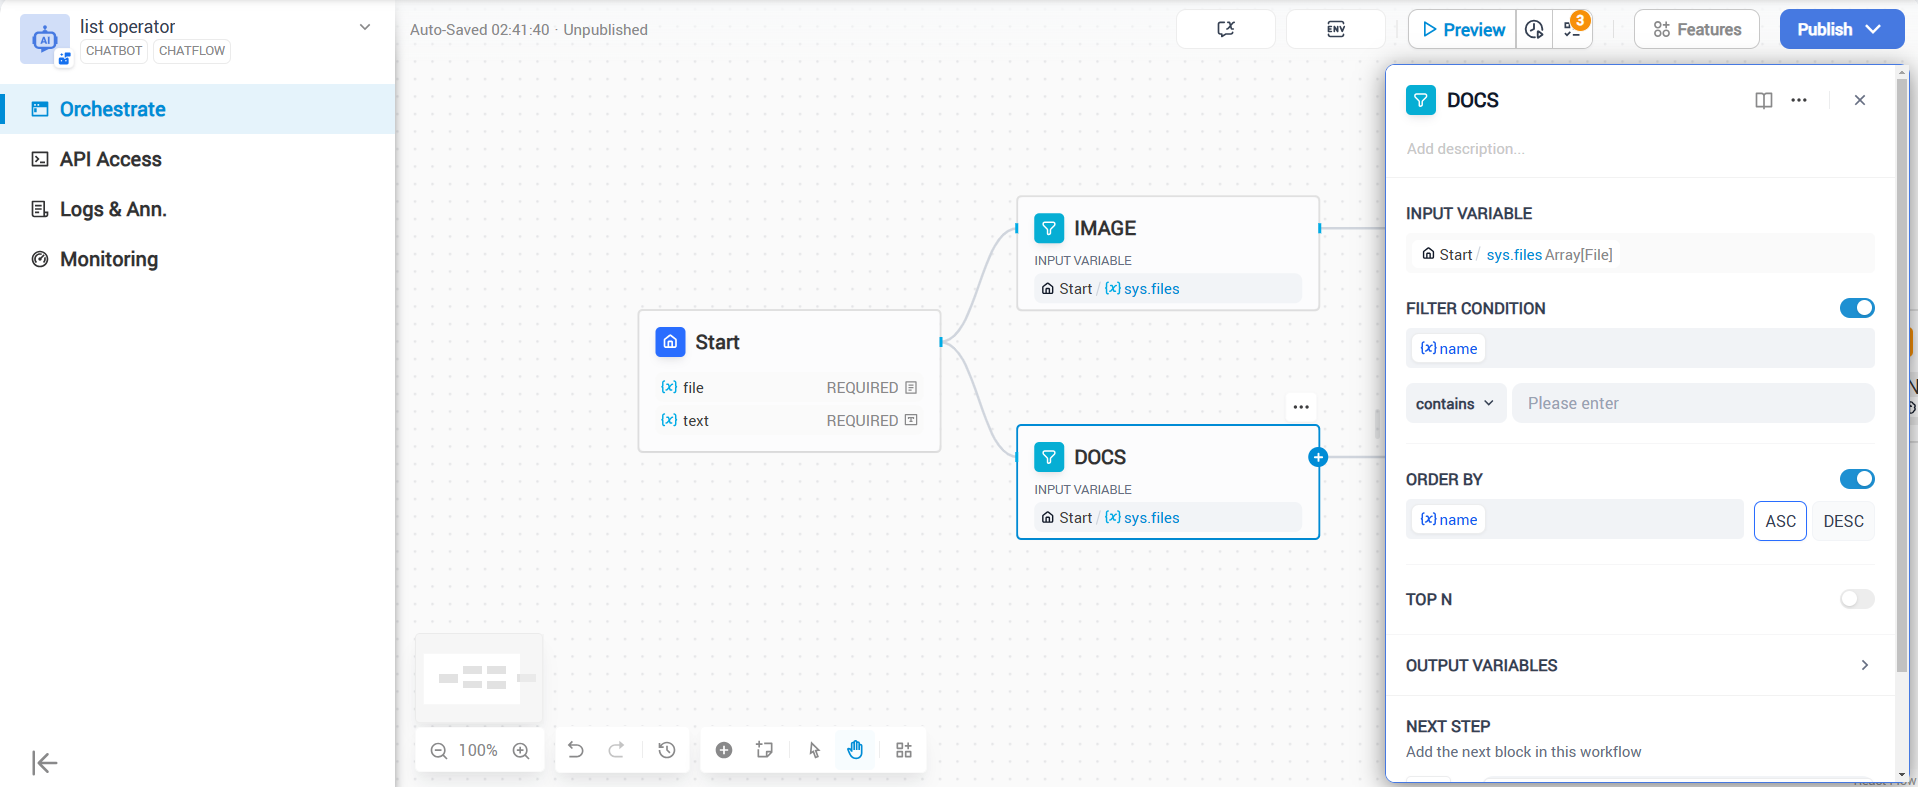 list operator
CHATBOT CHATFLOW
Orchestrate
API Access
Logs & Ann.
Monitoring
Auto-Saved 02:41:40 · Unpublished
ENV
Preview
3
Features
Publish
Start
{x} file REQUIRED
{x} text REQUIRED
IMAGE
INPUT VARIABLE
Start / {x} sys.files
DOCS
INPUT VARIABLE
Start / {x} sys.files
100%
DOCS
Add description...
INPUT VARIABLE
Start / sys.files Array[File]
FILTER CONDITION
{x} name
contains Please enter
ORDER BY
{x} name ASC DESC
TOP N
OUTPUT VARIABLES
NEXT STEP
Add the next block in this workflow